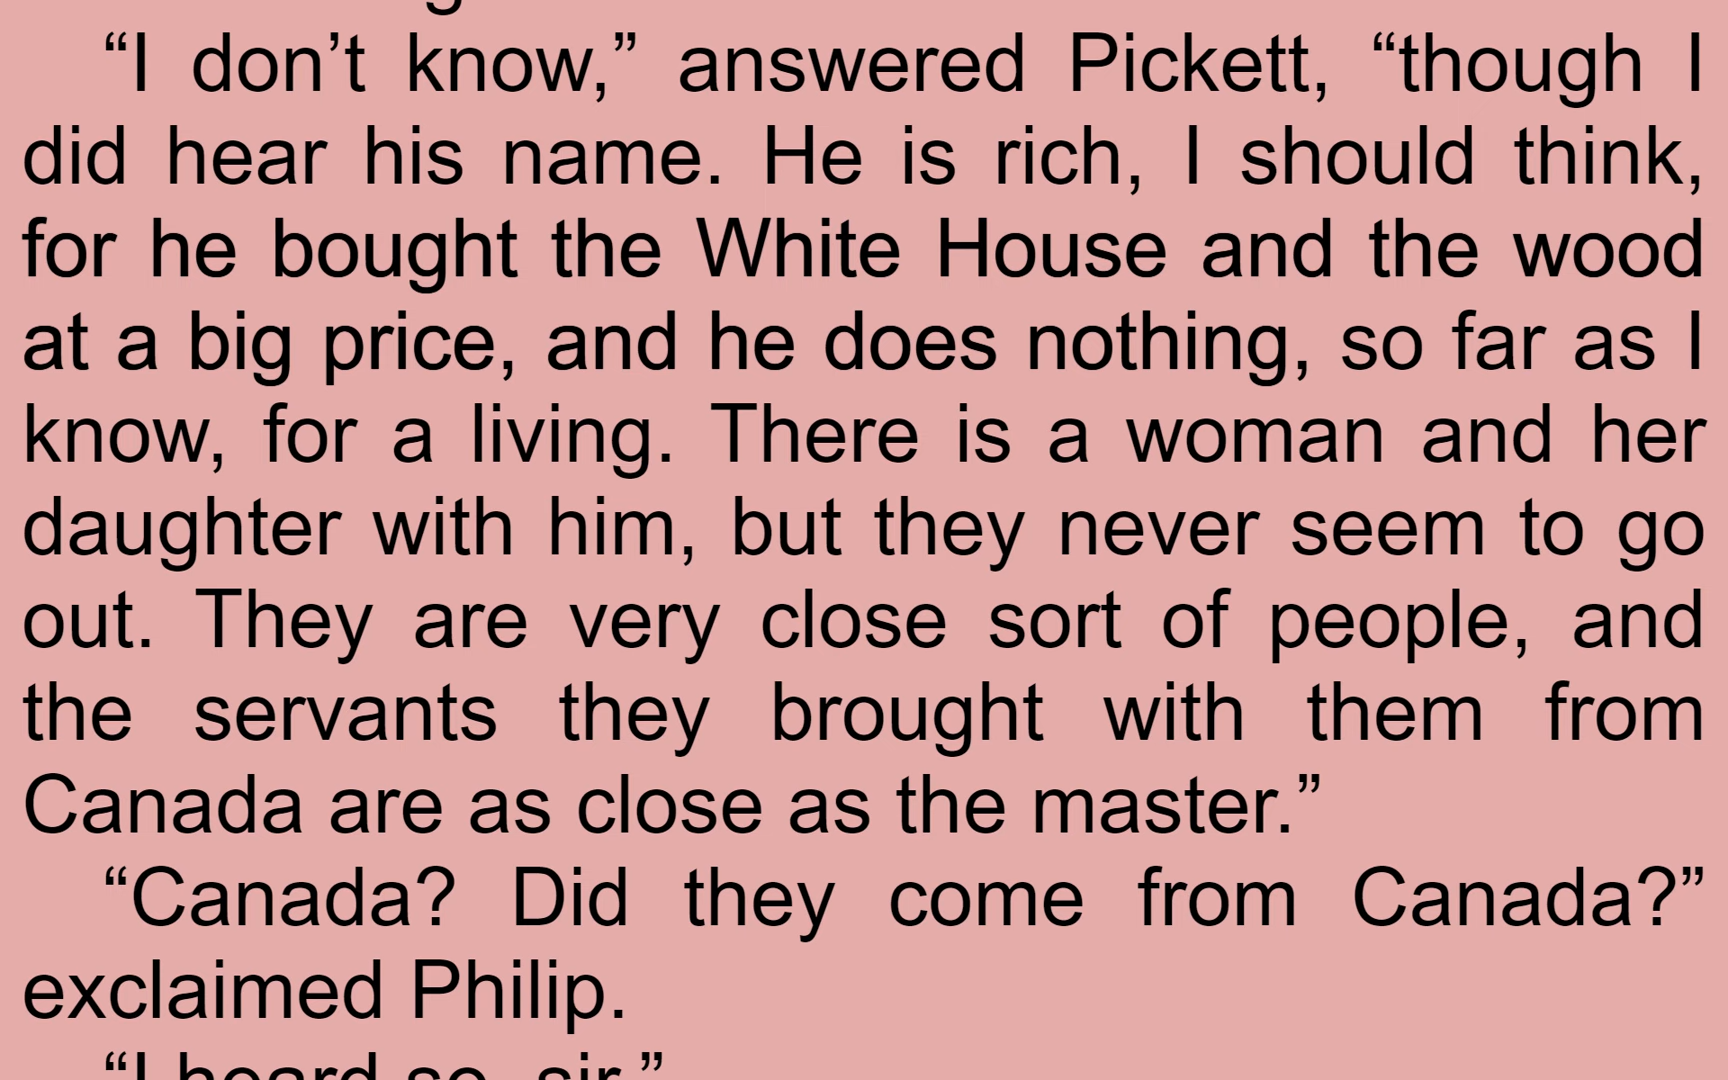 “I don’t know,” answered Pickett, “though I
did hear his name. He is rich, I should think,
for he bought the White House and the wood
at a big price, and he does nothing, so far as I
know, for a living. There is a woman and her
daughter with him, but they never seem to go
out. They are very close sort of people, and
the servants they brought with them from
Canada are as close as the master.”
“Canada? Did they come from Canada?”
exclaimed Philip.
“I heard so, sir.”